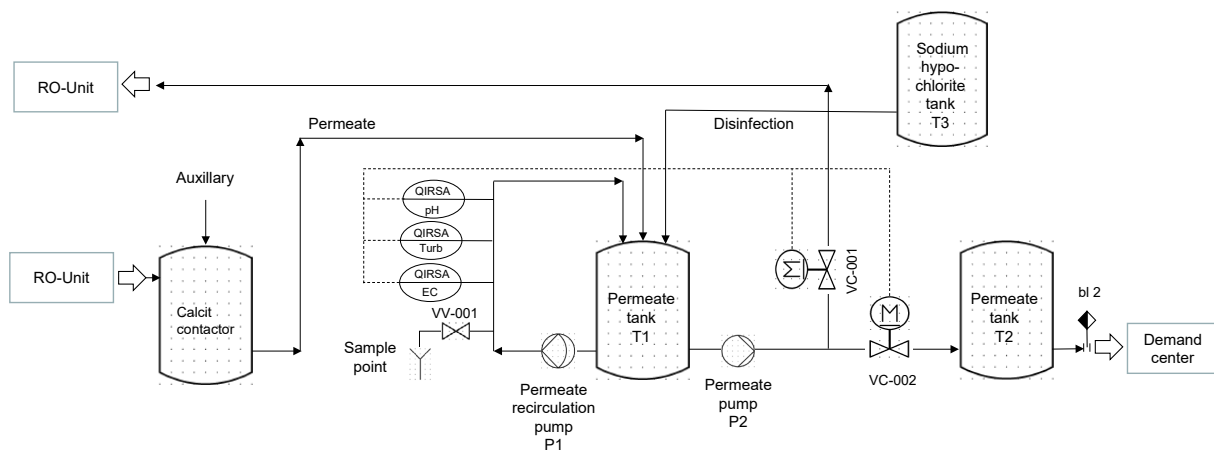 Sodium
hypo-
chlorite
tank
T3
RO-Unit
Permeate
Disinfection
Auxillary
QIRSA
pH
QIRSA
Turb
QIRSA
EC
RO-Unit
Calcit
contactor
VV-001
Sample
point
Permeate
recirculation
pump
P1
Permeate
tank
T1
Permeate
pump
P2
M
VC-001
M
VC-002
Permeate
tank
T2
bl 2
Demand
center